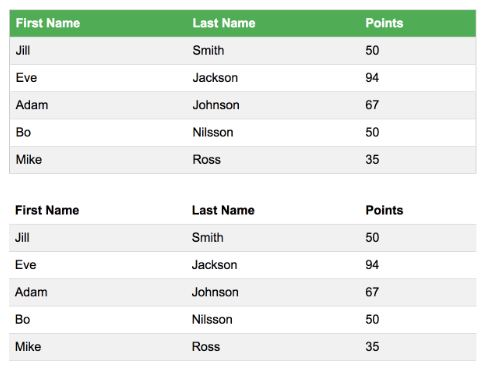 First Name Last Name Points
Jill Smith 50
Eve Jackson 94
Adam Johnson 67
Bo Nilsson 50
Mike Ross 35
First Name Last Name Points
Jill Smith 50
Eve Jackson 94
Adam Johnson 67
Bo Nilsson 50
Mike Ross 35